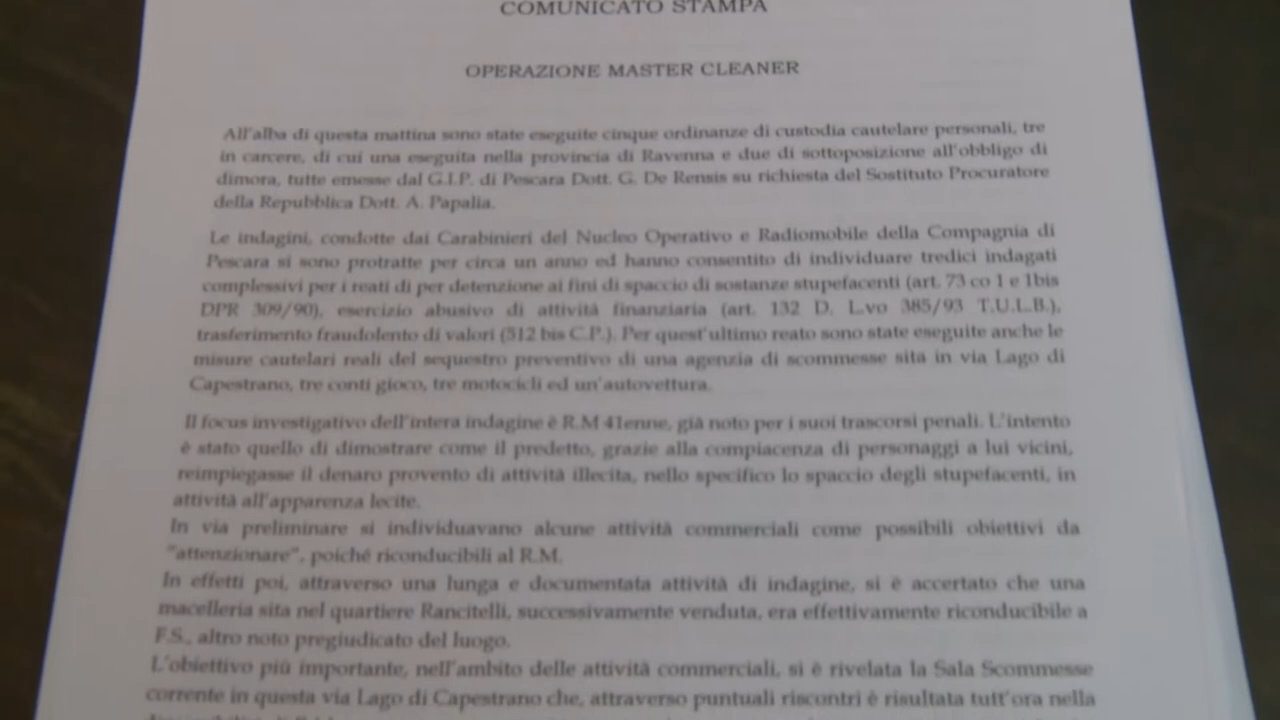 COMUNICATO STAMPA
OPERAZIONE MASTER CLEANER
All'alba di questa mattina sono state eseguite cinque ordinanze di custodia cautelare personali, tre
in carcere, di cui una eseguita nella provincia di Ravenna e due di sottoposizione all'obbligo di
dimora, tutte emesse dal G.I.P. di Pescara Dott. G. De Rensis su richiesta del Sostituto Procuratore
della Repubblica Dott. A. Papalia.
Le indagini, condotte dai Carabinieri del Nucleo Operativo e Radiomobile della Compagnia di
Pescara si sono protratte per circa un anno ed hanno consentito di individuare tredici indagati
complessivi per i reati di per detenzione ai fini di spaccio di sostanze stupefacenti (art. 73 co 1 e 1bis
DPR 309/90), esercizio abusivo di attività finanziaria (art. 132 D. L.vo 385/93 T.U.L.B.),
trasferimento fraudolento di valori (512 bis C.P.). Per quest'ultimo reato sono state eseguite anche le
misure cautelari reali del sequestro preventivo di una agenzia di scommesse sita in via Lago di
Capestrano, tre conti gioco, tre motocicli ed un'autovettura.
Il focus investigativo dell'intera indagine è R.M 41enne, già noto per i suoi trascorsi penali. L'intento
è stato quello di dimostrare come il predetto, grazie alla compiacenza di personaggi a lui vicini,
reimpiegasse il denaro provento di attività illecita, nello specifico lo spaccio degli stupefacenti, in
attività all'apparenza lecite.
In via preliminare si individuavano alcune attività commerciali come possibili obiettivi da
"attenzionare", poiché riconducibili al R.M.
In effetti poi, attraverso una lunga e documentata attività di indagine, si è accertato che una
macelleria sita nel quartiere Rancitelli, successivamente venduta, era effettivamente riconducibile a
F.S., altro noto pregiudicato del luogo.
L'obiettivo più importante, nell'ambito delle attività commerciali, si è rivelata la Sala Scommesse
corrente in questa via Lago di Capestrano che, attraverso puntuali riscontri è risultata tutt'ora nella